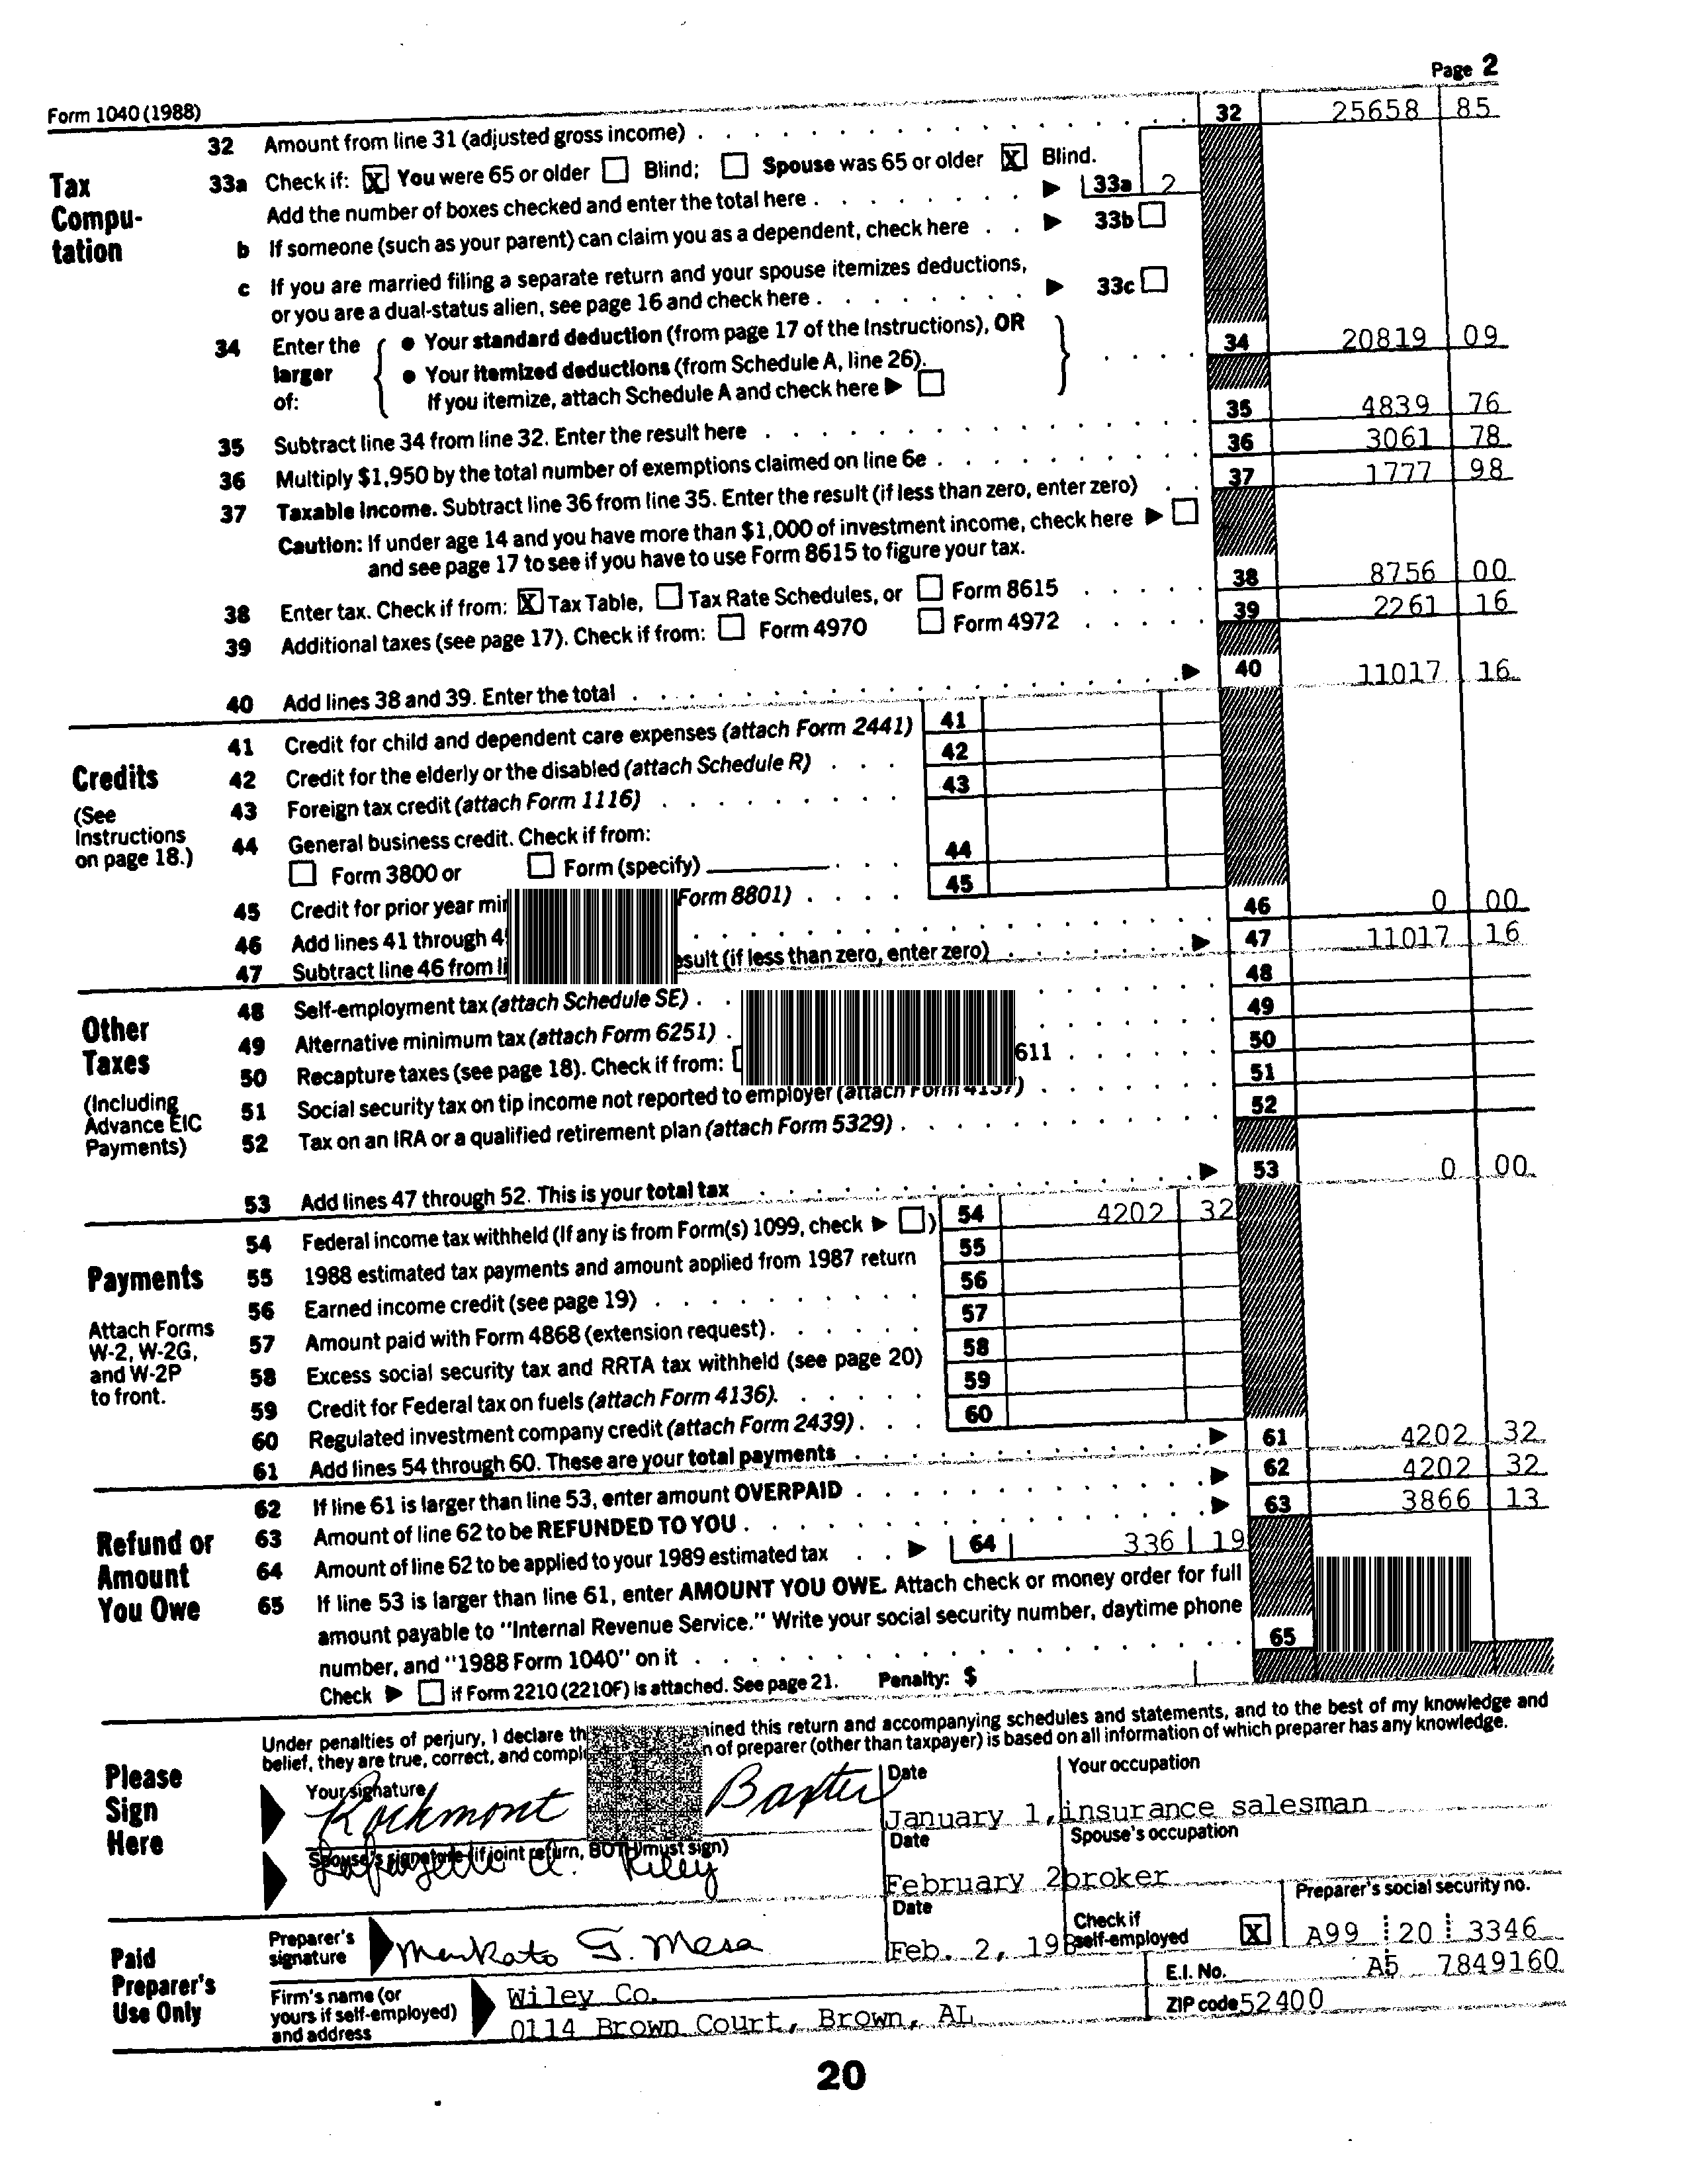 Page 2
Form 1040 (1988)
32 Amount from line 31 (adjusted gross income) 32 25658 85
Tax Compu-tation
33a Check if: X You were 65 or older Blind; Spouse was 65 or older X Blind.
Add the number of boxes checked and enter the total here 33a 2
b If someone (such as your parent) can claim you as a dependent, check here 33b
c If you are married filing a separate return and your spouse itemizes deductions,
or you are a dual-status alien, see page 16 and check here 33c
34 Enter the larger of:
● Your standard deduction (from page 17 of the Instructions), OR 34 20819 09
● Your itemized deductions (from Schedule A, line 26).
If you itemize, attach Schedule A and check here
35 Subtract line 34 from line 32. Enter the result here 35 4839 76
36 Multiply $1,950 by the total number of exemptions claimed on line 6e 36 3061 78
37 Taxable income. Subtract line 36 from line 35. Enter the result (if less than zero, enter zero) 37 1777 98
Caution: If under age 14 and you have more than $1,000 of investment income, check here
and see page 17 to see if you have to use Form 8615 to figure your tax.
38 Enter tax. Check if from: X Tax Table, Tax Rate Schedules, or Form 8615 38 8756 00
39 Additional taxes (see page 17). Check if from: Form 4970 Form 4972 39 2261 16
40 Add lines 38 and 39. Enter the total 40 11017 16
Credits
(See Instructions on page 18.)
41 Credit for child and dependent care expenses (attach Form 2441) 41
42 Credit for the elderly or the disabled (attach Schedule R) 42
43 Foreign tax credit (attach Form 1116) 43
44 General business credit. Check if from:
Form 3800 or Form (specify) 44
45 Credit for prior year Form 8801) 45
46 Add lines 41 through 46 0 00
47 Subtract line 46 from (if less than zero, enter zero) 47 11017 16
Other Taxes
(Including Advance EIC Payments)
48 Self-employment tax (attach Schedule SE) 48
49 Alternative minimum tax (attach Form 6251) 49
50 Recapture taxes (see page 18). Check if from: 611 50
51 Social security tax on tip income not reported to employer (attach Form 4137) 51
52 Tax on an IRA or a qualified retirement plan (attach Form 5329) 52
53 Add lines 47 through 52. This is your total tax 53 0 00
Payments
Attach Forms W-2, W-2G, and W-2P to front.
54 Federal income tax withheld (If any is from Form(s) 1099, check ) 54 4202 32
55 1988 estimated tax payments and amount applied from 1987 return 55
56 Earned income credit (see page 19) 56
57 Amount paid with Form 4868 (extension request) 57
58 Excess social security tax and RRTA tax withheld (see page 20) 58
59 Credit for Federal tax on fuels (attach Form 4136) 59
60 Regulated investment company credit (attach Form 2439) 60
61 Add lines 54 through 60. These are your total payments 61 4202 32
Refund or Amount You Owe
62 If line 61 is larger than line 53, enter amount OVERPAID 62 4202 32
63 Amount of line 62 to be REFUNDED TO YOU 63 3866 13
64 Amount of line 62 to be applied to your 1989 estimated tax 64 336 19
65 If line 53 is larger than line 61, enter AMOUNT YOU OWE. Attach check or money order for full
amount payable to "Internal Revenue Service." Write your social security number, daytime phone
number, and "1988 Form 1040" on it 65
Check if Form 2210 (2210F) is attached. See page 21. Penalty: $
Under penalties of perjury, I declare this return and accompanying schedules and statements, and to the best of my knowledge and
belief, they are true, correct, and of preparer (other than taxpayer) is based on all information of which preparer has any knowledge.
Please Sign Here
Your signature Date Your occupation
Rockmont Baxter January 1, insurance salesman
Spouse's signature (if joint return, BOTH must sign) Date Spouse's occupation
Lafayette A. Riley February 2 broker
Paid Preparer's Use Only
Preparer's signature Date Check if self-employed X Preparer's social security no.
Mankato G. Mesa Feb. 2, 19 A99 20 3346
Firm's name (or yours if self-employed) and address
Wiley Co. E.I. No. A5 7849160
0114 Brown Court, Brown, AL ZIP code 52400
20